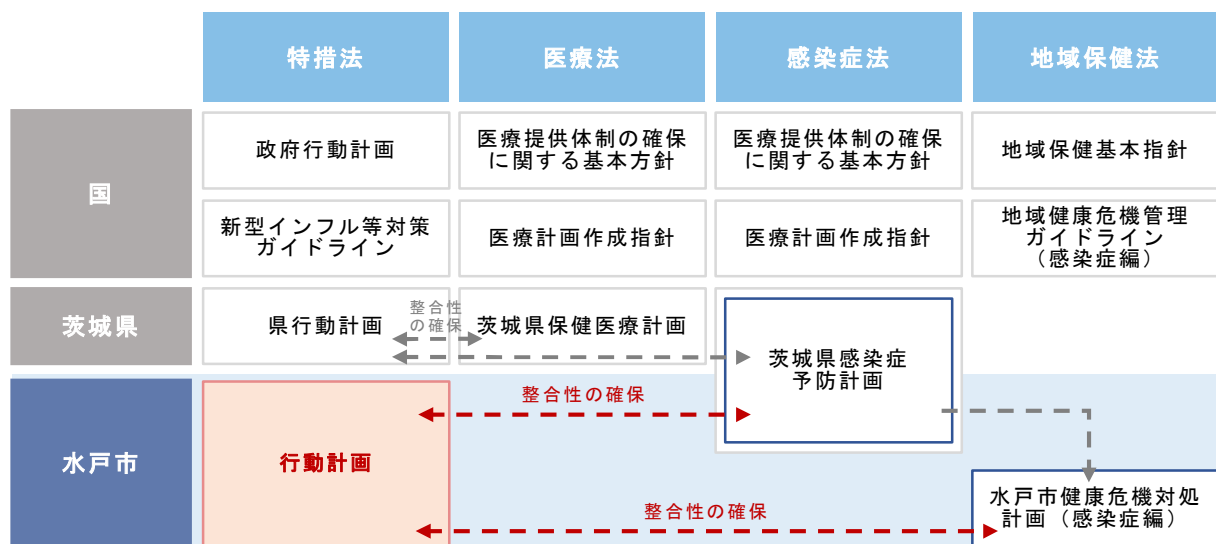 特措法
医療法
感染症法
地域保健法
国
政府行動計画
医療提供体制の確保
に関する基本方針
医療提供体制の確保
に関する基本方針
地域保健基本指針
新型インフル等対策
ガイドライン
医療計画作成指針
医療計画作成指針
地域健康危機管理
ガイドライン
（感染症編）
茨城県
県行動計画
整合性
の確保
茨城県保健医療計画
茨城県感染症
予防計画
水戸市
行動計画
整合性の確保
整合性の確保
水戸市健康危機対処
計画（感染症編）